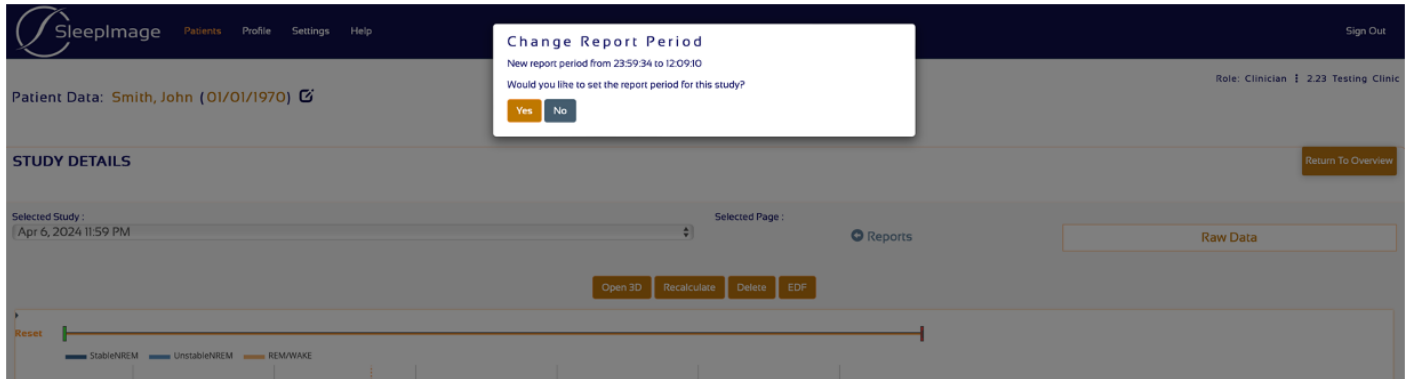 SleepImage
Patients Profile Settings Help
Sign Out
Change Report Period
New report period from 23:59:34 to 12:09:10
Would you like to set the report period for this study?
Yes No
Role: Clinician ⋮ 2.23 Testing Clinic
Patient Data: Smith, John (01/01/1970)
STUDY DETAILS
Return To Overview
Selected Study :
Apr 6, 2024 11:59 PM
Selected Page :
Reports
Raw Data
Open 3D Recalculate Delete EDF
Reset
StableNREM UnstableNREM REM/WAKE